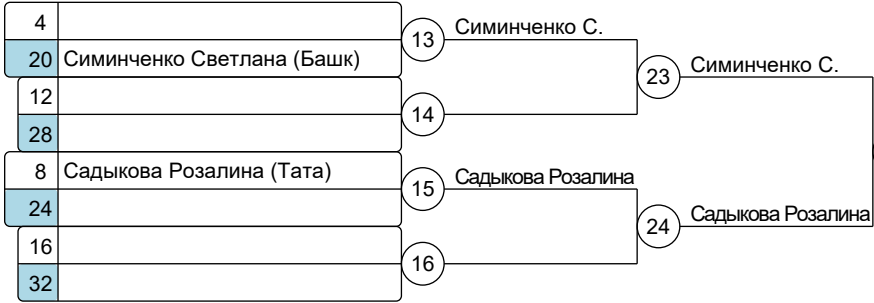 4
13
Симинченко С.
20 Симинченко Светлана (Башк)
23
Симинченко С.
12
14
28
8 Садыкова Розалина (Тата)
15
Садыкова Розалина
24
24
Садыкова Розалина
16
16
32